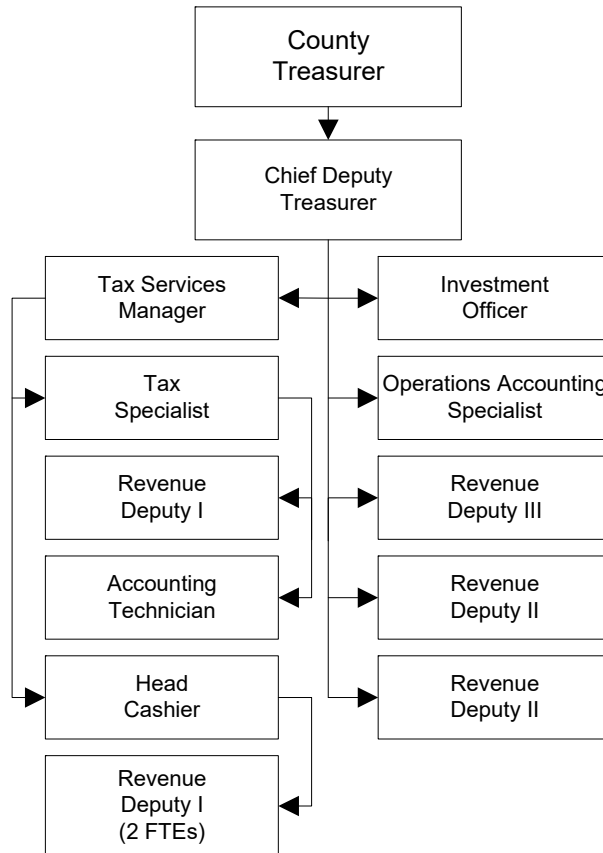 County
Treasurer
Chief Deputy
Treasurer
Tax Services
Manager
Investment
Officer
Tax
Specialist
Operations Accounting
Specialist
Revenue
Deputy I
Revenue
Deputy III
Accounting
Technician
Revenue
Deputy II
Head
Cashier
Revenue
Deputy II
Revenue
Deputy I
(2 FTEs)